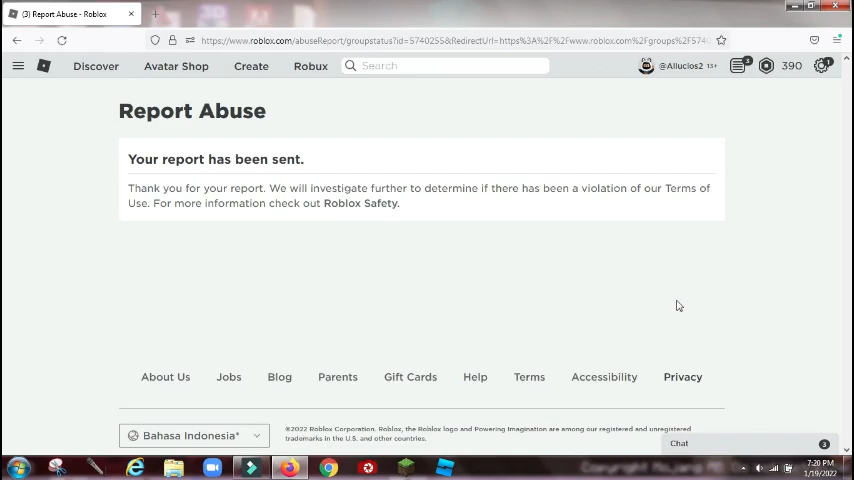 (3) Report Abuse - Roblox
https://www.roblox.com/abuseReport/groupstatus?id=5740255&RedirectUrl=https%3A%2F%2Fwww.roblox.com%2Fgroups%2F5740
Discover Avatar Shop Create Robux Search @Allucios2 13+ 3 390 1
Report Abuse
Your report has been sent.
Thank you for your report. We will investigate further to determine if there has been a violation of our Terms of
Use. For more information check out Roblox Safety.
About Us Jobs Blog Parents Gift Cards Help Terms Accessibility Privacy
Bahasa Indonesia*
©2022 Roblox Corporation. Roblox, the Roblox logo and Powering Imagination are among our registered and unregistered
trademarks in the U.S. and other countries.
Chat 3
7:20 PM
1/19/2022